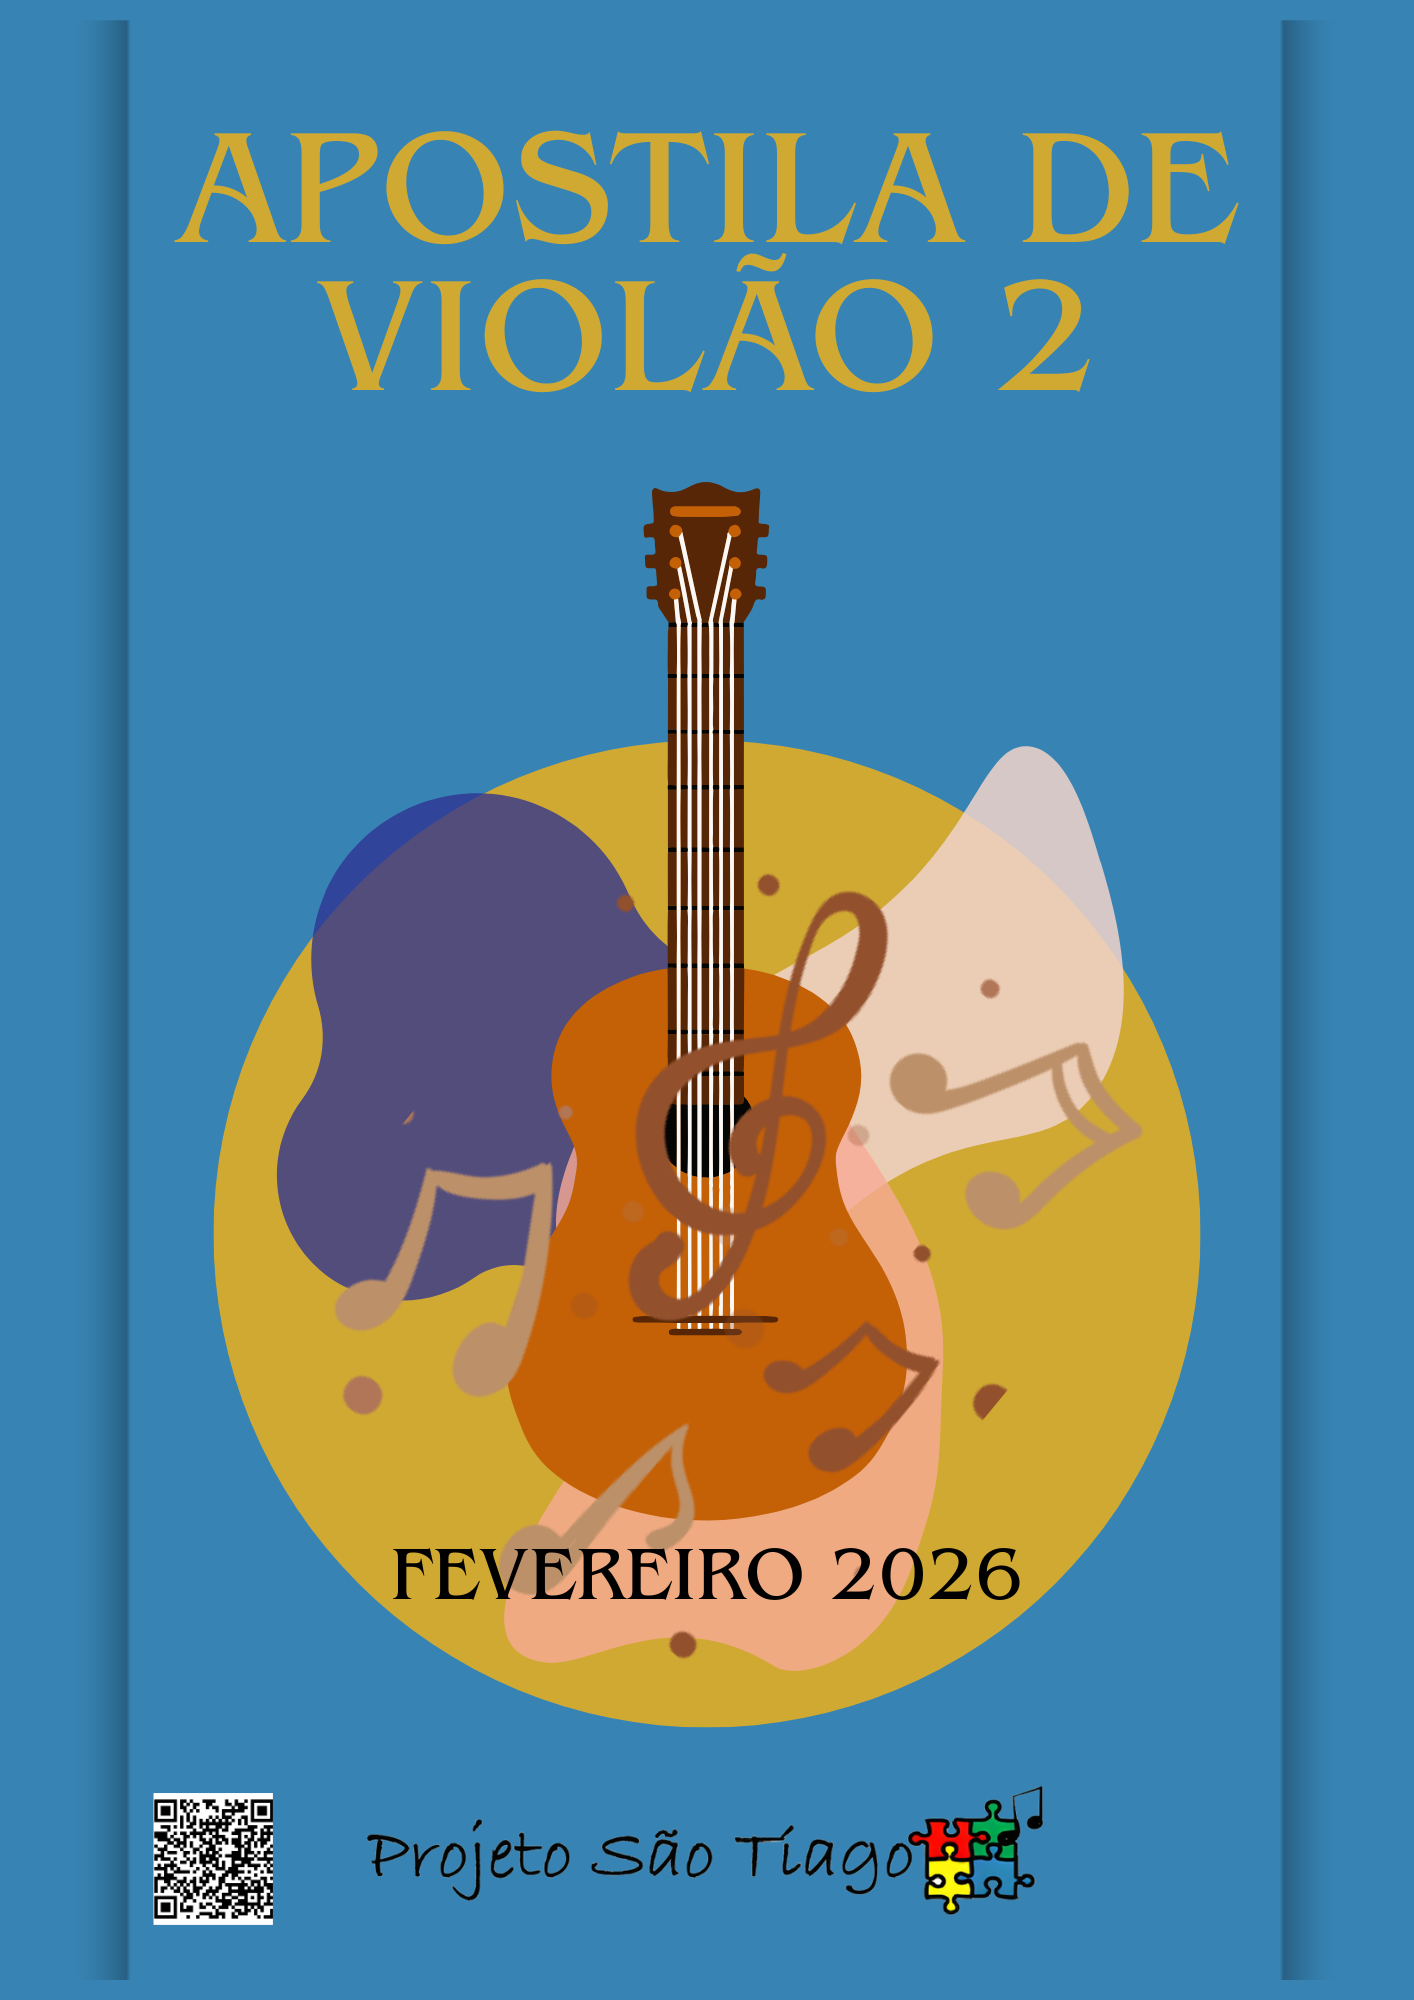 APOSTILA DE
VIOLÃO 2
FEVEREIRO 2026
Projeto São Tiago